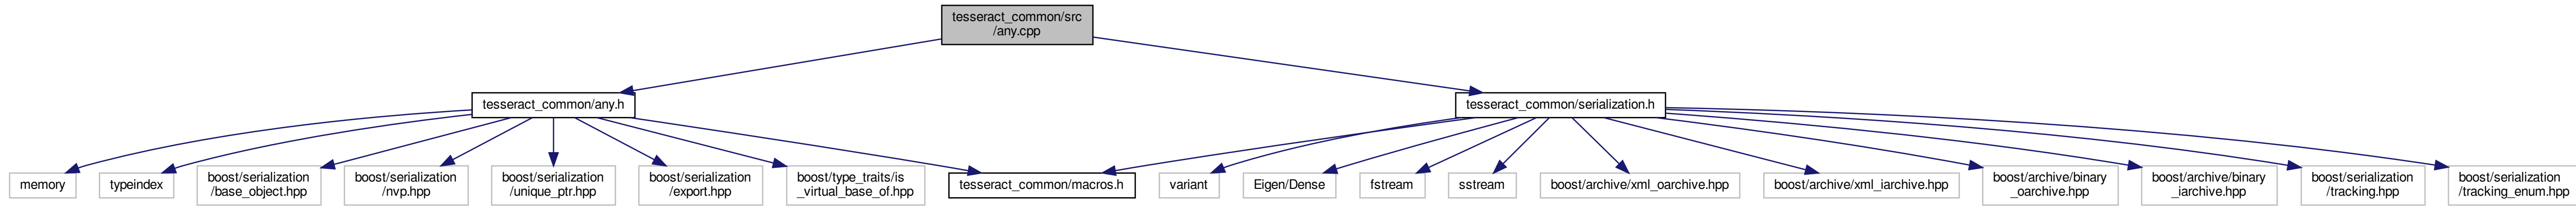 tesseract_common/src
/any.cpp
tesseract_common/any.h
tesseract_common/serialization.h
memory
typeindex
boost/serialization
/base_object.hpp
boost/serialization
/nvp.hpp
boost/serialization
/unique_ptr.hpp
boost/serialization
/export.hpp
boost/type_traits/is
_virtual_base_of.hpp
tesseract_common/macros.h
variant
Eigen/Dense
fstream
sstream
boost/archive/xml_oarchive.hpp
boost/archive/xml_iarchive.hpp
boost/archive/binary
_oarchive.hpp
boost/archive/binary
_iarchive.hpp
boost/serialization
/tracking.hpp
boost/serialization
/tracking_enum.hpp